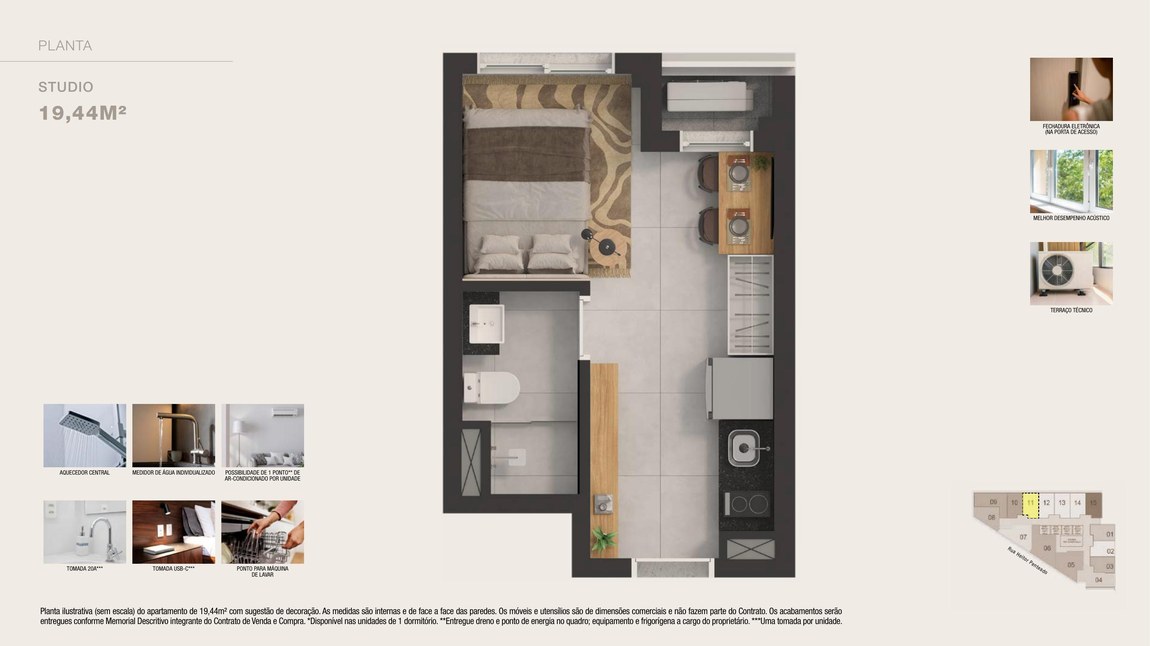 PLANTA
STUDIO
19,44M²
FECHADURA ELETRÔNICA
(NA PORTA DE ACESSO)
MELHOR DESEMPENHO ACÚSTICO
TERRAÇO TÉCNICO
AQUECEDOR CENTRAL
MEDIDOR DE ÁGUA INDIVIDUALIZADO
POSSIBILIDADE DE 1 PONTO** DE
AR-CONDICIONADO POR UNIDADE
TOMADA 20A***
TOMADA USB-C***
PONTO PARA MÁQUINA
DE LAVAR
09
10
11
12
13
14
15
08
07
06
05
01
02
03
04
Rua Heitor Penteado
Planta ilustrativa (sem escala) do apartamento de 19,44m² com sugestão de decoração. As medidas são internas e de face a face das paredes. Os móveis e utensílios são de dimensões comerciais e não fazem parte do Contrato. Os acabamentos serão
entregues conforme Memorial Descritivo integrante do Contrato de Venda e Compra. *Disponível nas unidades de 1 dormitório. **Entregue dreno e ponto de energia no quadro; equipamento e frigorígena a cargo do proprietário. ***Uma tomada por unidade.